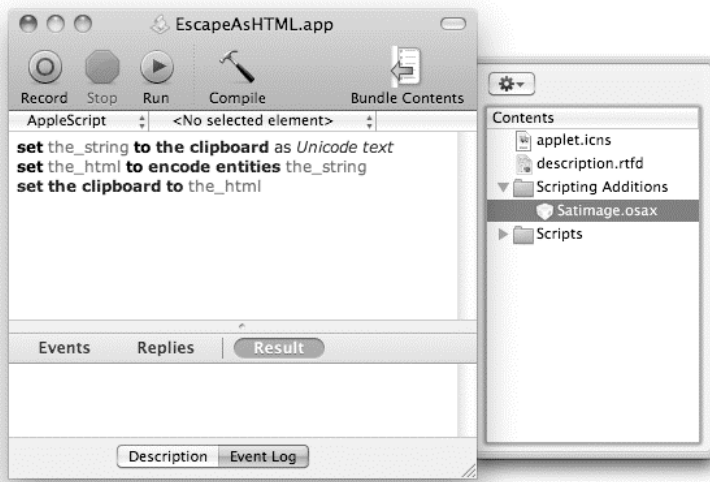 EscapeAsHTML.app
Record Stop Run Compile Bundle Contents
AppleScript <No selected element>
set the_string to the clipboard as Unicode text
set the_html to encode entities the_string
set the clipboard to the_html
Events Replies Result
Description Event Log
Contents
applet.icns
description.rtfd
Scripting Additions
Satimage.osax
Scripts